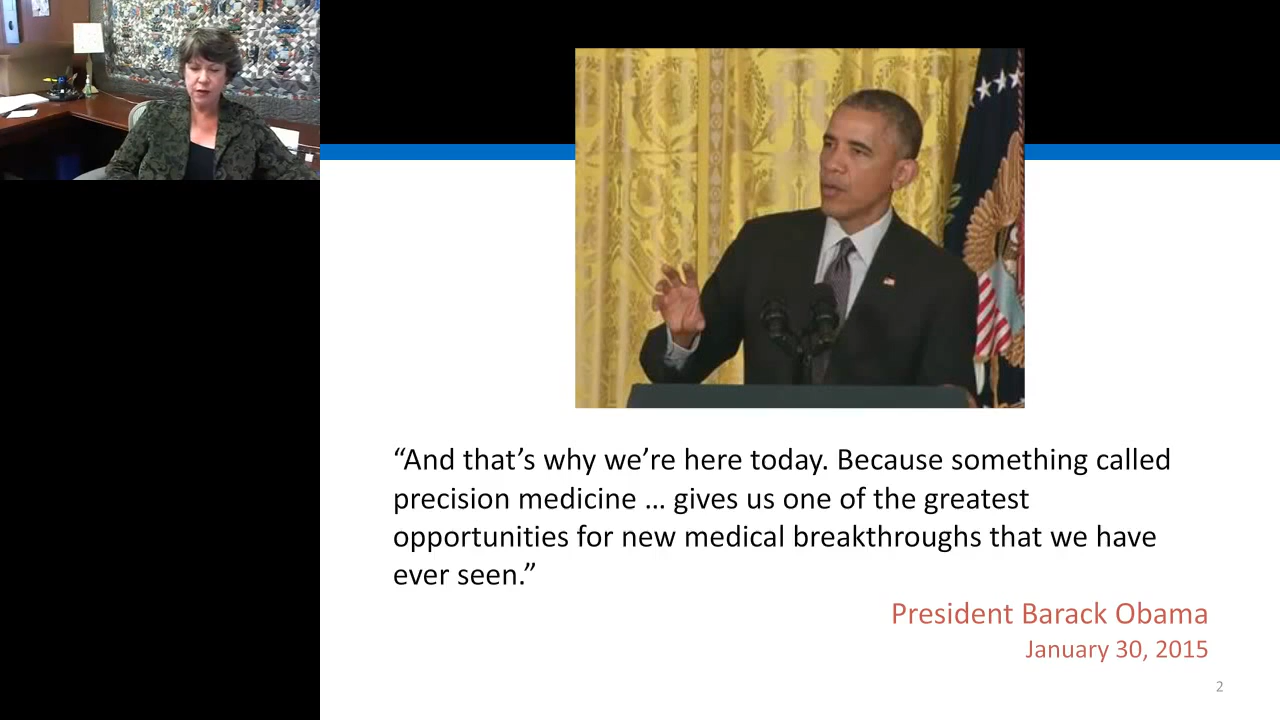 “And that’s why we’re here today. Because something called
precision medicine … gives us one of the greatest
opportunities for new medical breakthroughs that we have
ever seen.”
President Barack Obama
January 30, 2015
2